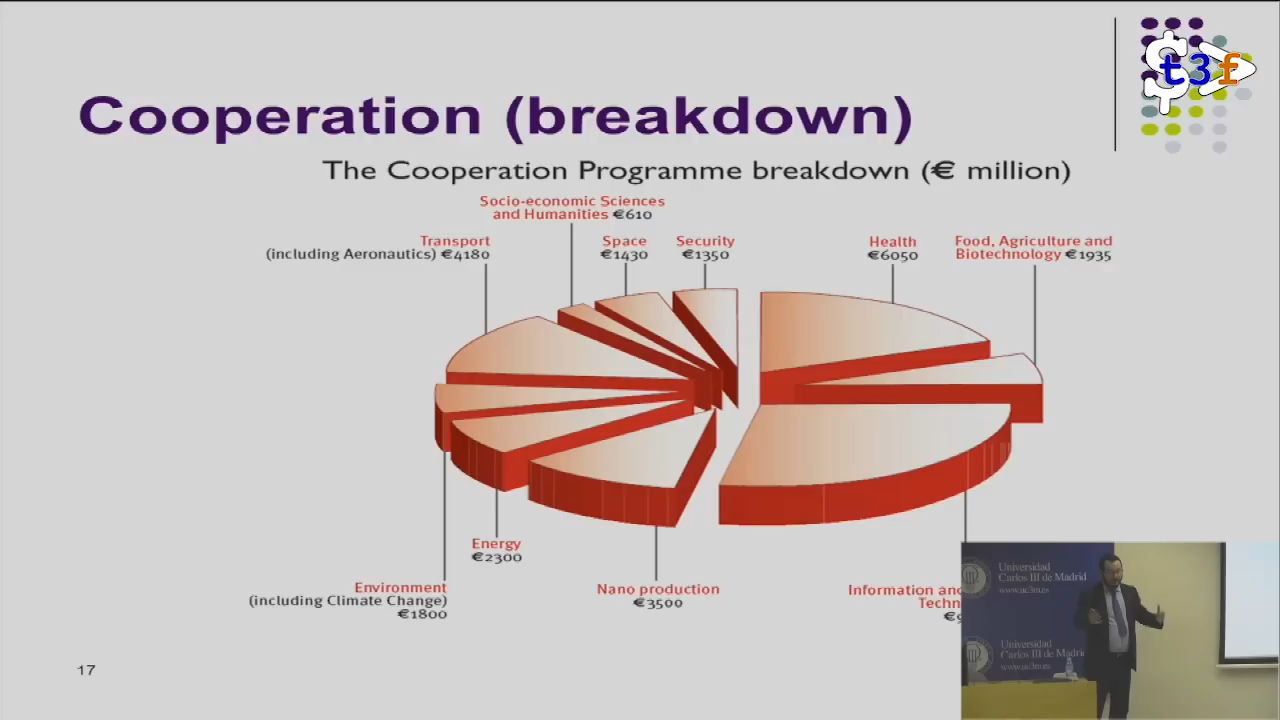 t3f
Cooperation (breakdown)
The Cooperation Programme breakdown (€ million)
Socio-economic Sciences
and Humanities €610
Transport
(including Aeronautics) €4180
Space
€1430
Security
€1350
Health
€6050
Food, Agriculture and
Biotechnology €1935
Energy
€2300
Environment
(including Climate Change)
€1800
Nano production
€3500
Information and
17
Universidad
Carlos III de Madrid
www.uc3m.es
Universidad
Carlos III de Madrid